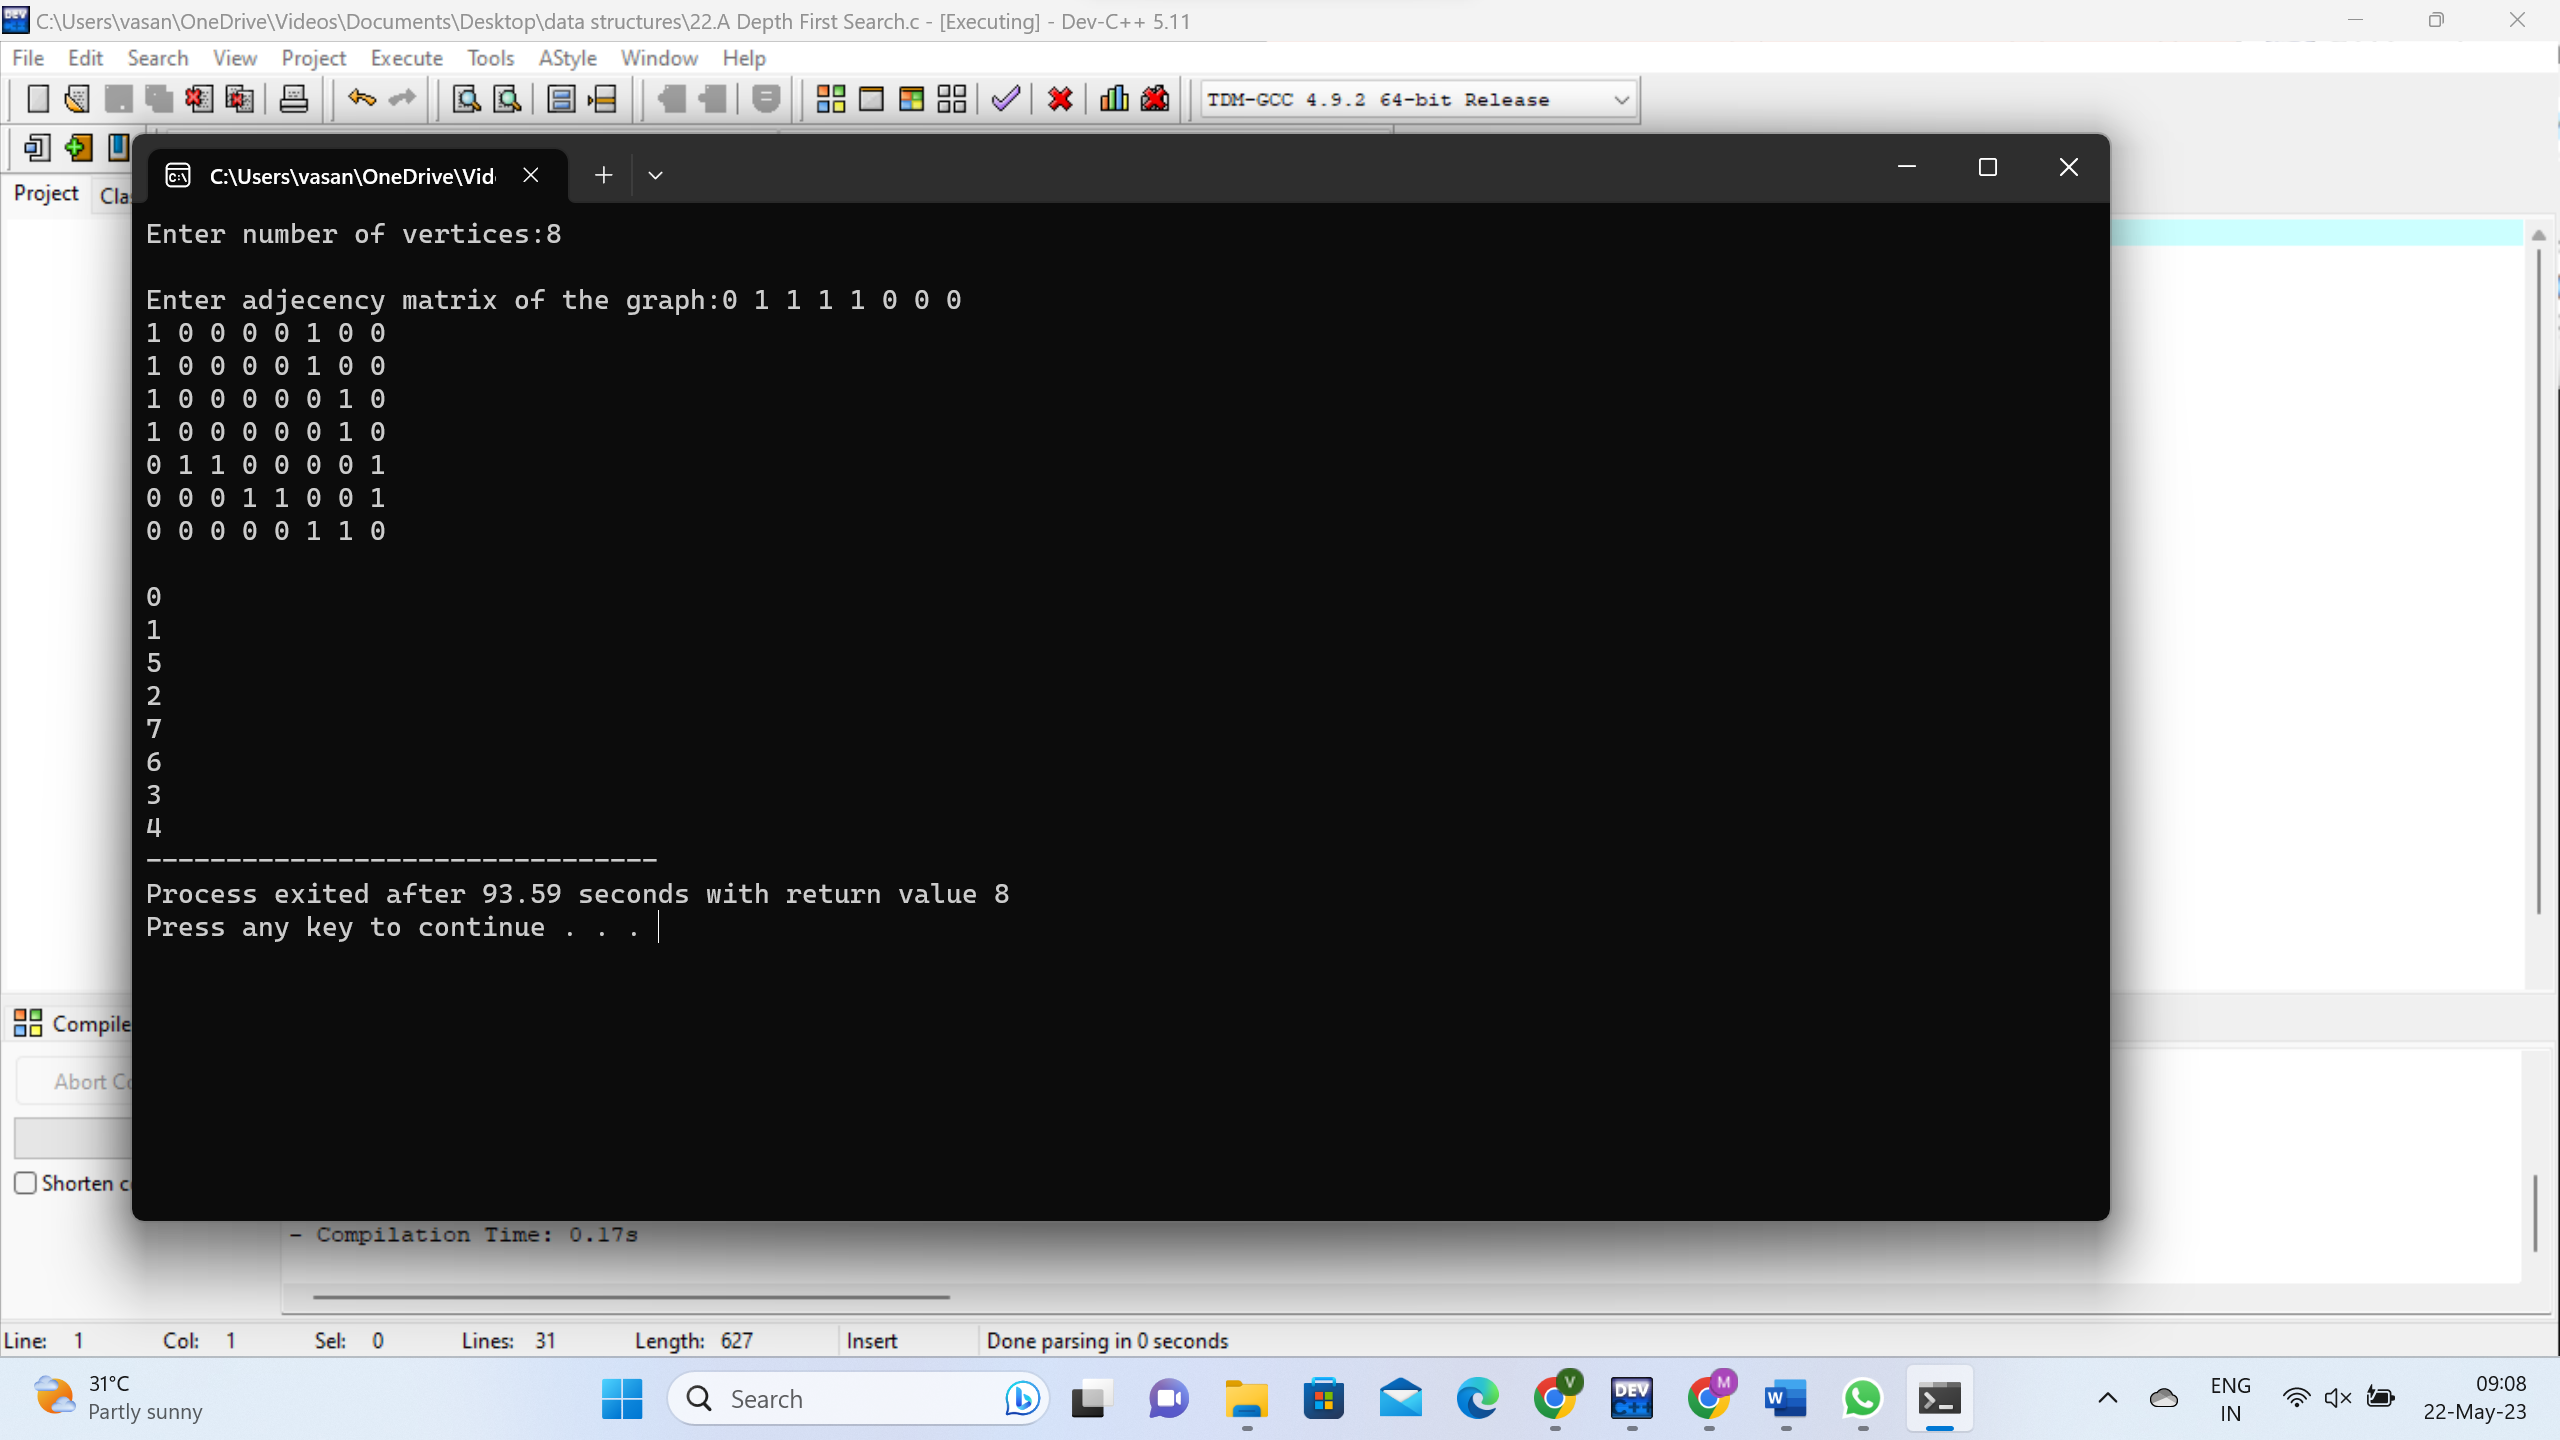 C:\Users\vasan\OneDrive\Videos\Documents\Desktop\data structures\22.A Depth First Search.c - [Executing] - Dev-C++ 5.11
File Edit Search View Project Execute Tools AStyle Window Help
TDM-GCC 4.9.2 64-bit Release
C:\Users\vasan\OneDrive\Vid
Project Cla
Enter number of vertices:8
Enter adjecency matrix of the graph:0 1 1 1 1 0 0 0
1 0 0 0 0 1 0 0
1 0 0 0 0 1 0 0
1 0 0 0 0 0 1 0
1 0 0 0 0 0 1 0
0 1 1 0 0 0 0 1
0 0 0 1 1 0 0 1
0 0 0 0 0 1 1 0
0
1
5
2
7
6
3
4
--------------------------------
Process exited after 93.59 seconds with return value 8
Press any key to continue . . .
Compile
Abort Co
Shorten c
- Compilation Time: 0.17s
Line: 1 Col: 1 Sel: 0 Lines: 31 Length: 627 Insert Done parsing in 0 seconds
31°C
Partly sunny
Search
V
DEV
C++
M
W
ENG
IN
09:08
22-May-23